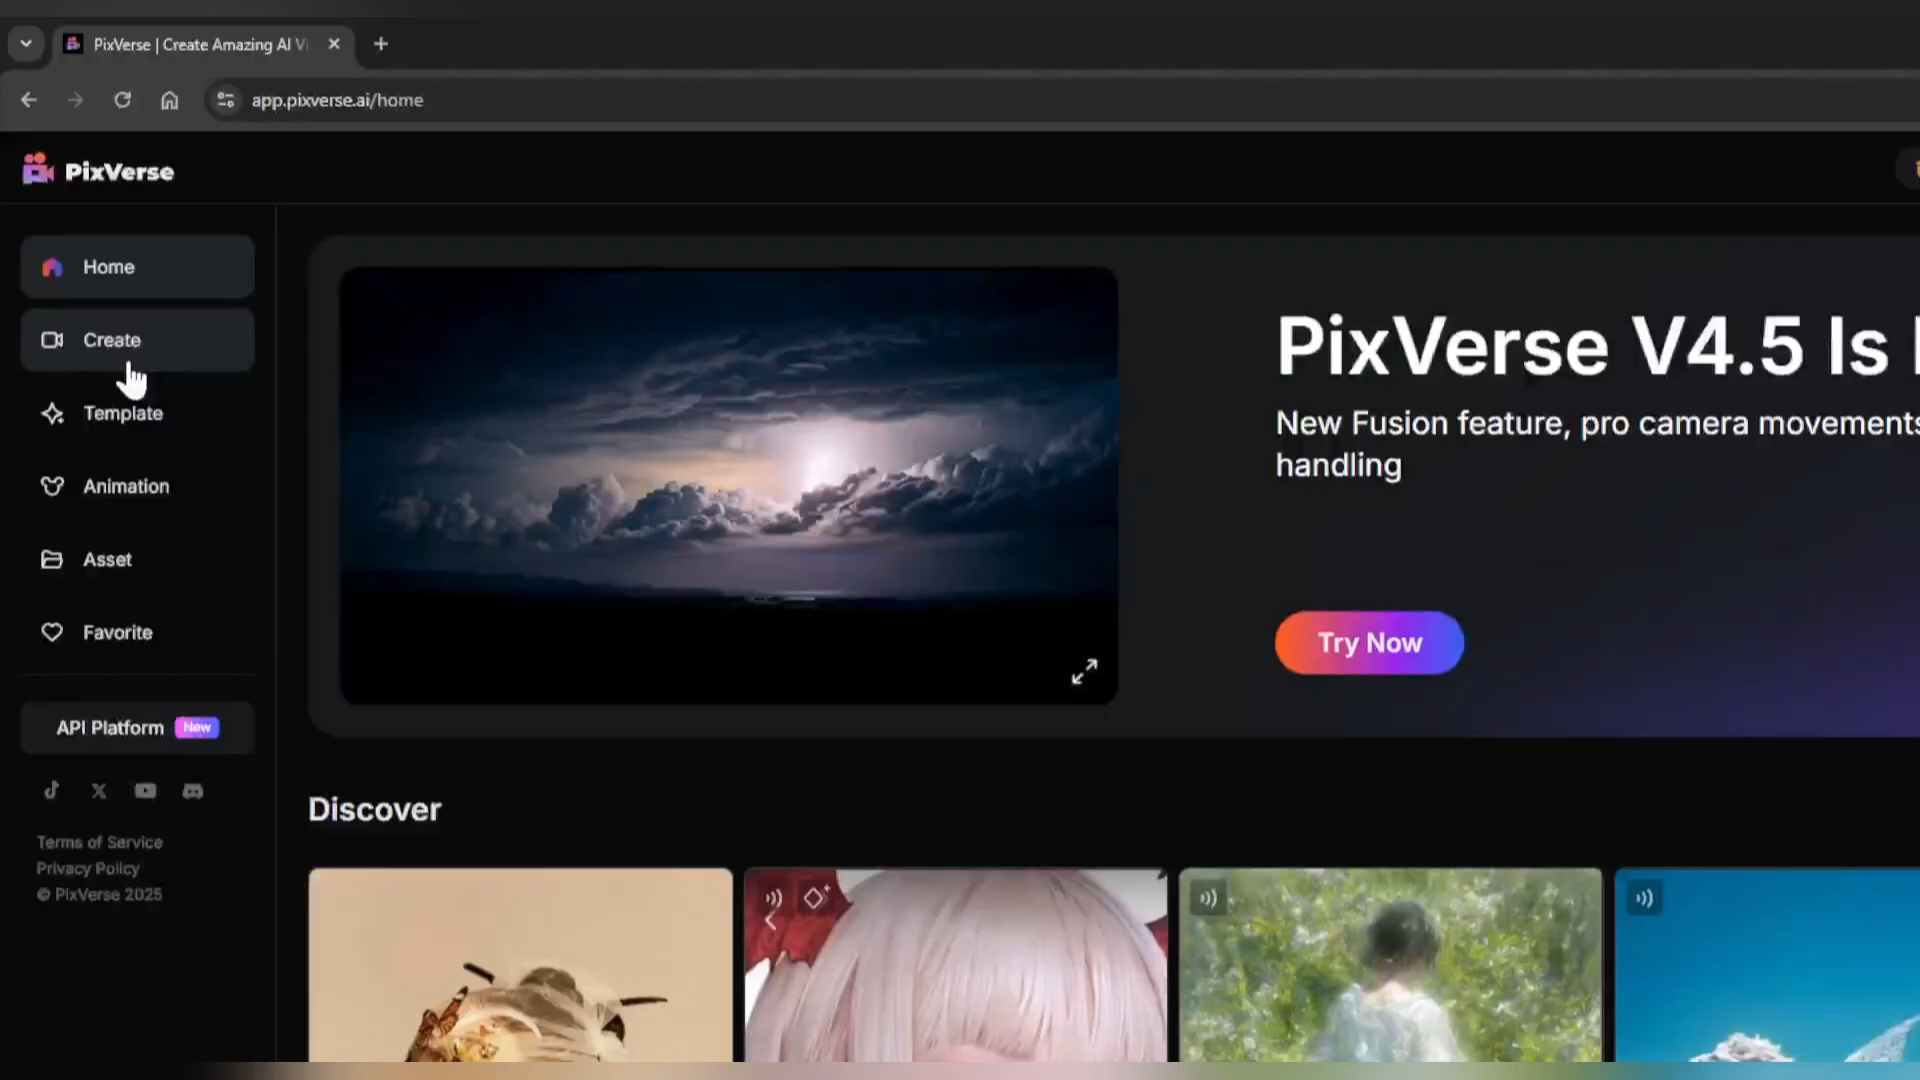 PixVerse | Create Amazing AI Vi
app.pixverse.ai/home
PixVerse
Home
Create
Template
Animation
Asset
Favorite
API Platform New
Terms of Service
Privacy Policy
© PixVerse 2025
PixVerse V4.5 Is
New Fusion feature, pro camera movements
handling
Try Now
Discover